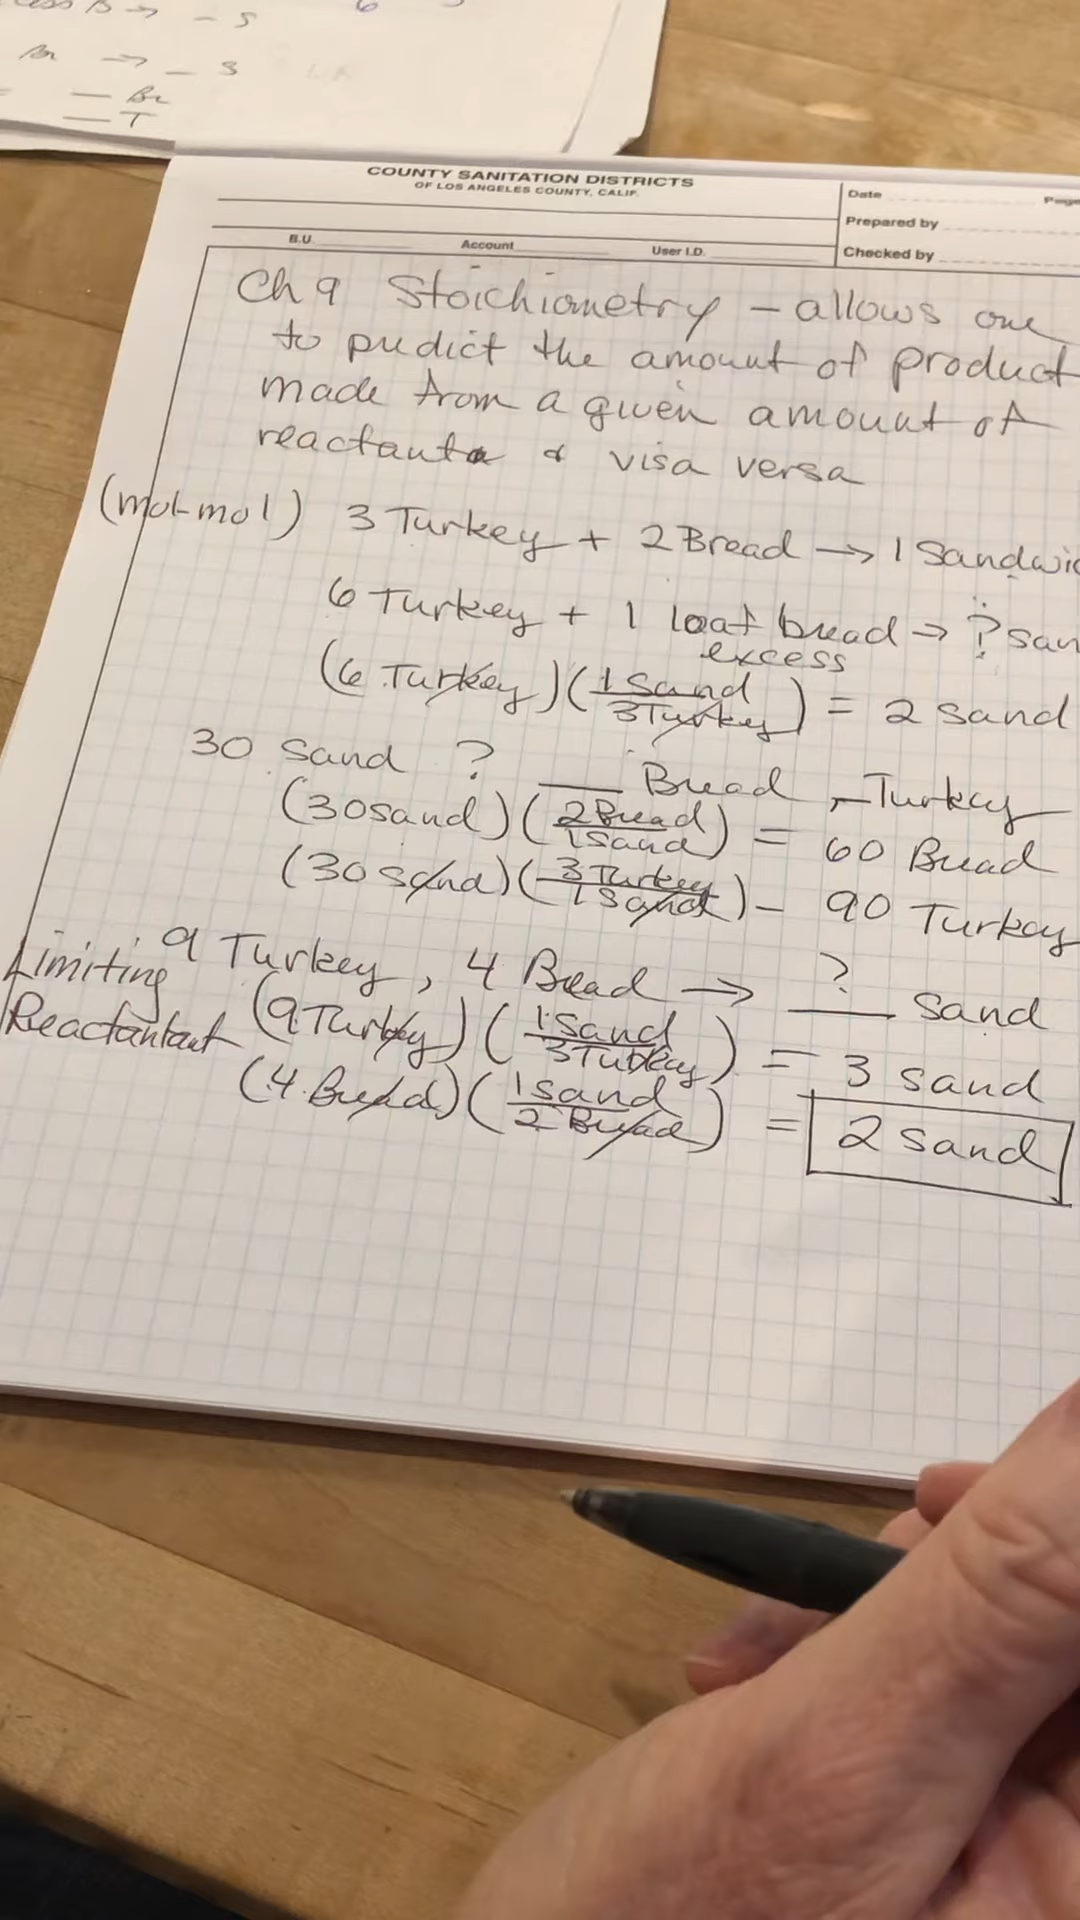 Br
T
COUNTY SANITATION DISTRICTS
OF LOS ANGELES COUNTY, CALIF.
Date
Page
Prepared by
B.U. Account User I.D.
Checked by
Ch 9 Stoichiometry – allows one
to predict the amount of product
made from a given amount of
reactant & visa versa
(mol-mol) 3 Turkey + 2 Bread → 1 Sandwic
6 Turkey + 1 loaf bread → ? san
excess
(6 Turkey)(1 Sand / 3 Turkey) = 2 sand
30 sand ? __ Bread, – Turkey
(30 sand)(2 Bread / 1 Sand) = 60 Bread
(30 sand)(3 Turkey / 1 Sand) – 90 Turkey
9 Turkey, 4 Bread → ? __ sand
Limiting
Reactantant (9 Turkey)(1 Sand / 3 Turkey) = 3 sand
(4 Bread)(1 sand / 2 Bread) = 2 sand